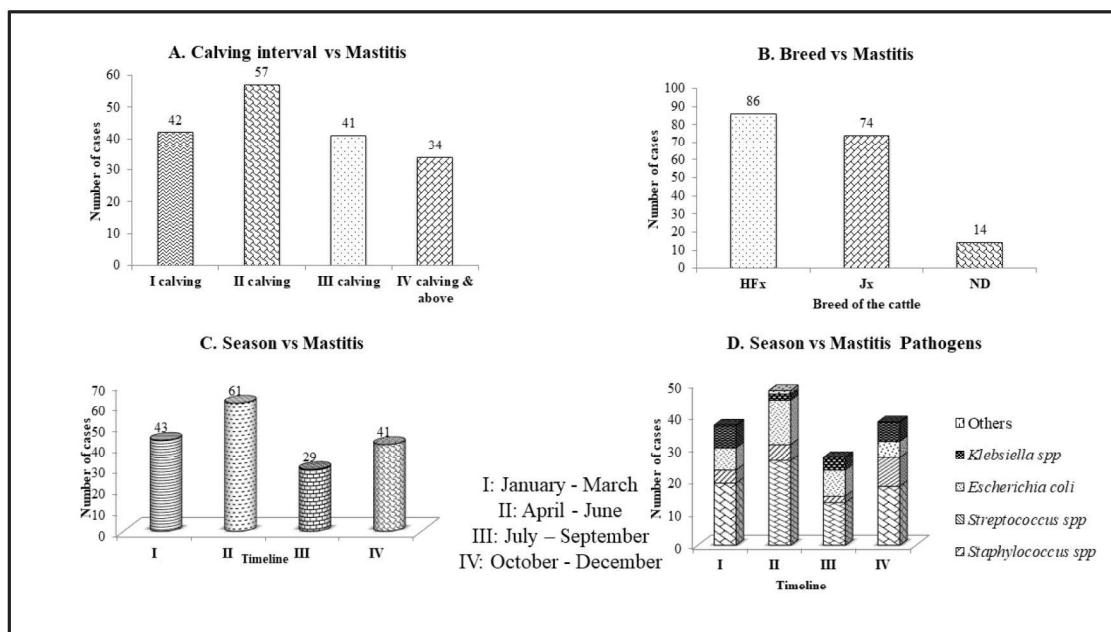 A. Calving interval vs Mastitis
Number of cases
60
50
40
30
20
10
0
42
57
41
34
I calving
II calving
III calving
IV calving &
above
B. Breed vs Mastitis
Number of cases
100
90
80
70
60
50
40
30
20
10
0
86
74
14
HFx
Jx
ND
Breed of the cattle
C. Season vs Mastitis
Number of cases
70
60
50
40
30
20
10
0
43
61
29
41
I
II
III
IV
Timeline
I: January - March
II: April - June
III: July – September
IV: October - December
D. Season vs Mastitis Pathogens
Number of cases
50
40
30
20
10
0
I
II
III
IV
Timeline
Others
Klebsiella spp
Escherichia coli
Streptococcus spp
Staphylococcus spp